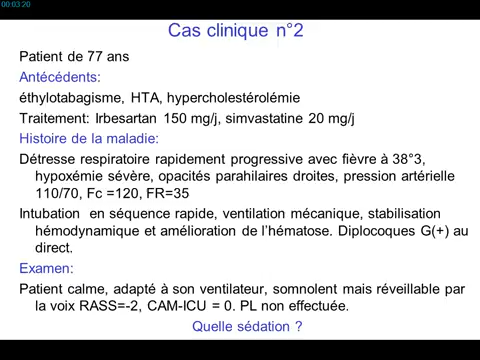 00:03:20
Cas clinique n°2
Patient de 77 ans
Antécédents:
éthylotabagisme, HTA, hypercholestérolémie
Traitement: Irbesartan 150 mg/j, simvastatine 20 mg/j
Histoire de la maladie:
Détresse respiratoire rapidement progressive avec fièvre à 38°3,
hypoxémie sévère, opacités parahilaires droites, pression artérielle
110/70, Fc =120, FR=35
Intubation en séquence rapide, ventilation mécanique, stabilisation
hémodynamique et amélioration de l'hématose. Diplocoques G(+) au
direct.
Examen:
Patient calme, adapté à son ventilateur, somnolent mais réveillable par
la voix RASS=-2, CAM-ICU = 0. PL non effectuée.
Quelle sédation ?